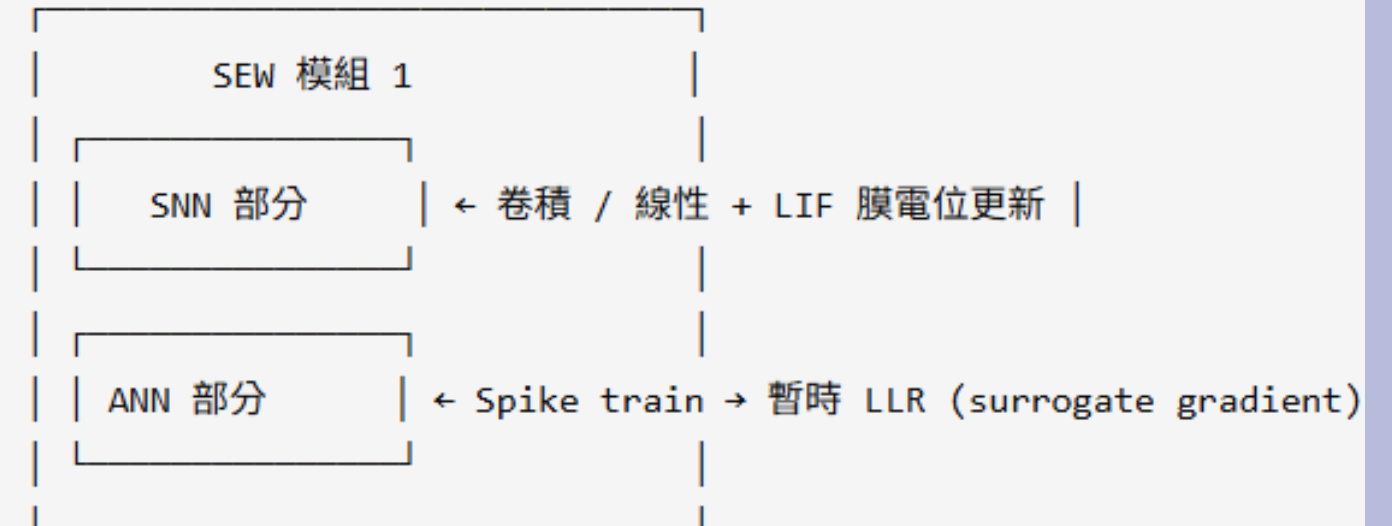 SEW 模組 1
SNN 部分 ← 卷積 / 線性 + LIF 膜電位更新
ANN 部分 ← Spike train → 暫時 LLR (surrogate gradient)